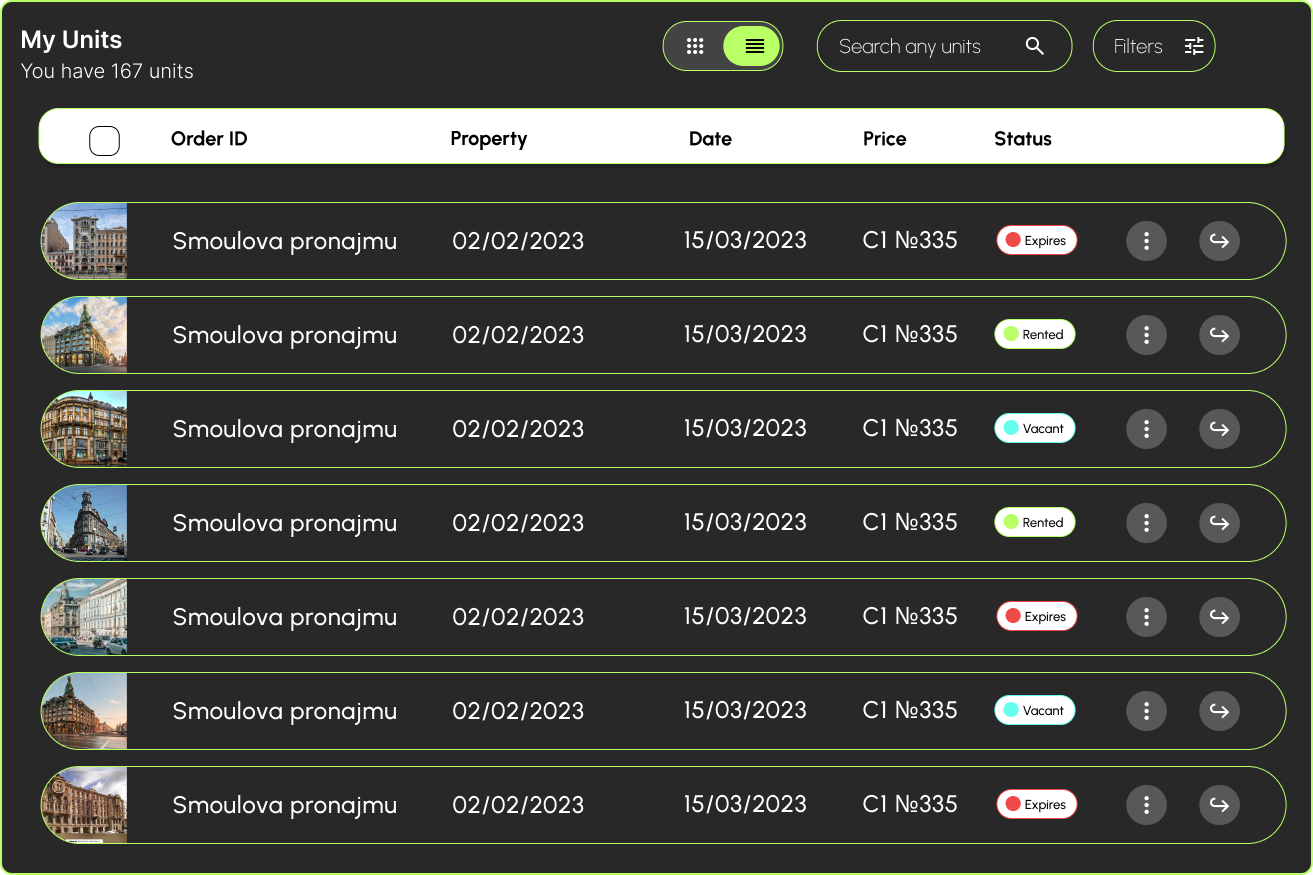 My Units
You have 167 units
Search any units
Filters
Order ID Property Date Price Status
Smoulova pronajmu 02/02/2023 15/03/2023 C1 №335 Expires
Smoulova pronajmu 02/02/2023 15/03/2023 C1 №335 Rented
Smoulova pronajmu 02/02/2023 15/03/2023 C1 №335 Vacant
Smoulova pronajmu 02/02/2023 15/03/2023 C1 №335 Rented
Smoulova pronajmu 02/02/2023 15/03/2023 C1 №335 Expires
Smoulova pronajmu 02/02/2023 15/03/2023 C1 №335 Vacant
Smoulova pronajmu 02/02/2023 15/03/2023 C1 №335 Expires